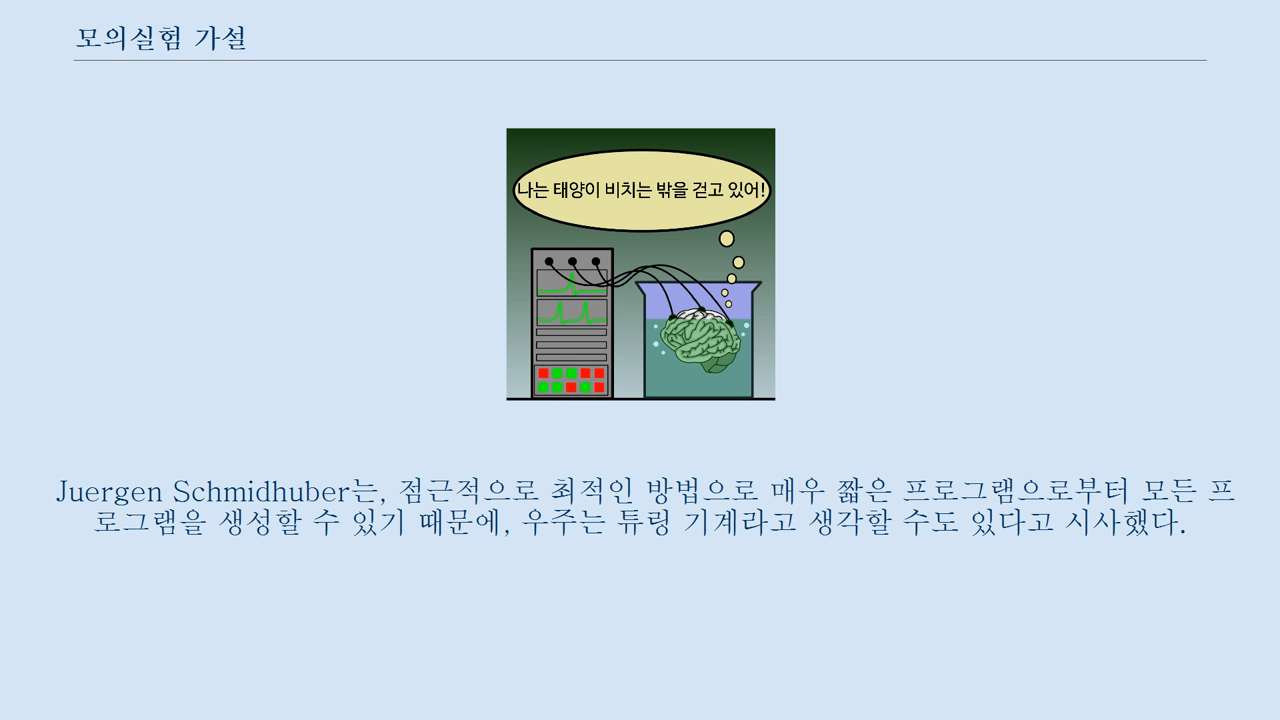 모의실험 가설
나는 태양이 비치는 밖을 걷고 있어!
Juergen Schmidhuber는, 점근적으로 최적인 방법으로 매우 짧은 프로그램으로부터 모든 프
로그램을 생성할 수 있기 때문에, 우주는 튜링 기계라고 생각할 수도 있다고 시사했다.